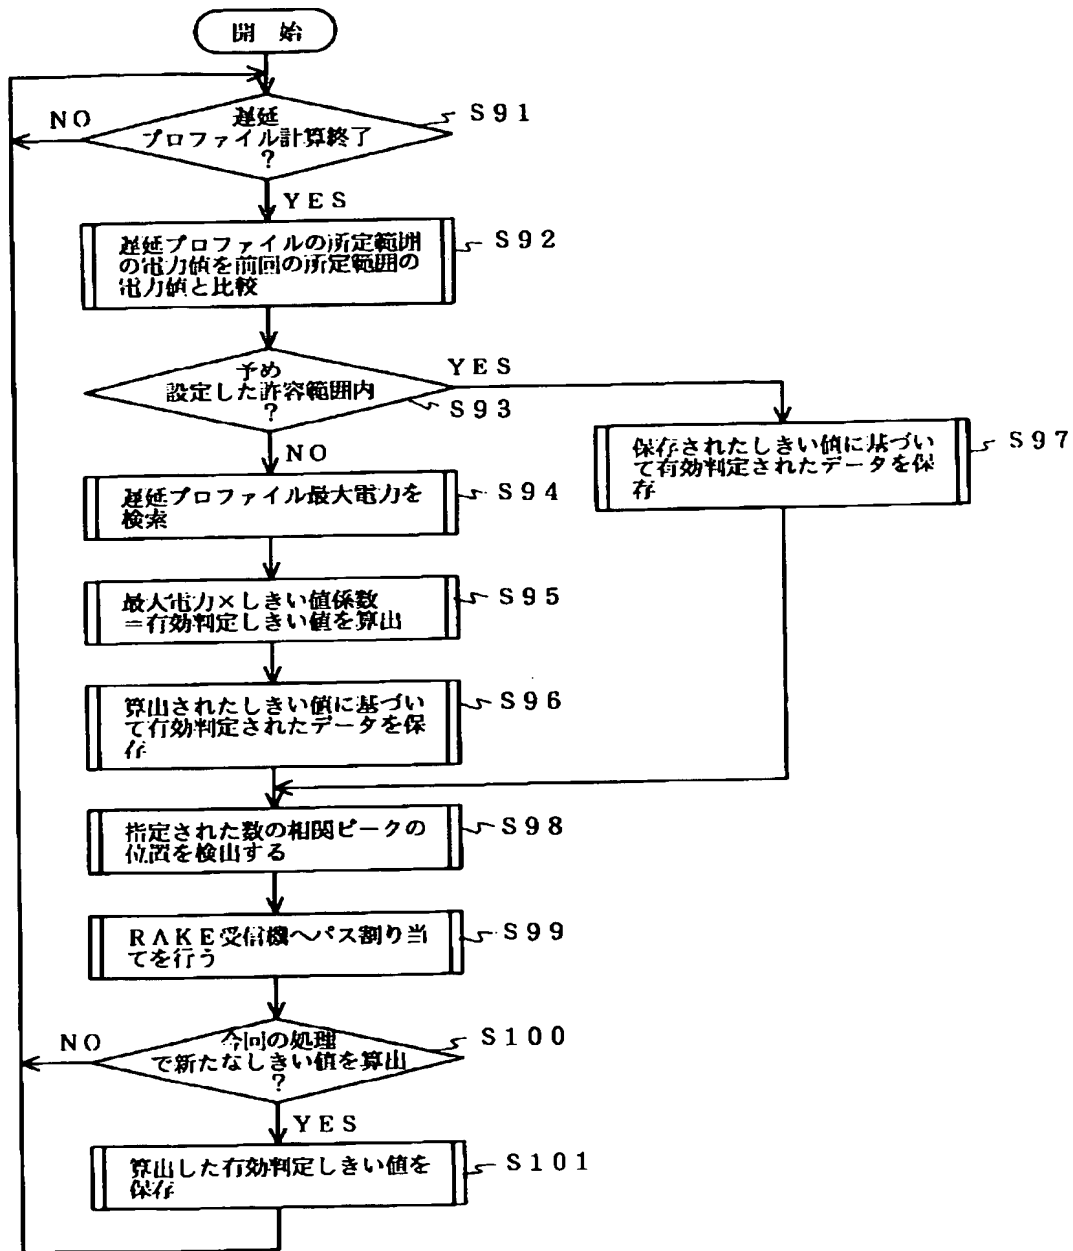 開 始
遅延
プロファイル計算終了
?
S91
NO
YES
遅延プロファイルの所定範囲
の電力値を前回の所定範囲の
電力値と比較
S92
予め
設定した許容範囲内
?
YES
S93
NO
遅延プロファイル最大電力を
検索
S94
保存されたしきい値に基づい
て有効判定されたデータを保
存
S97
最大電力×しきい値係数
=有効判定しきい値を算出
S95
算出されたしきい値に基づい
て有効判定されたデータを保
存
S96
指定された数の相関ピークの
位置を検出する
S98
RAKE受信機へパス割り当
てを行う
S99
今回の処理
で新たなしきい値を算出
?
S100
NO
YES
算出した有効判定しきい値を
保存
S101